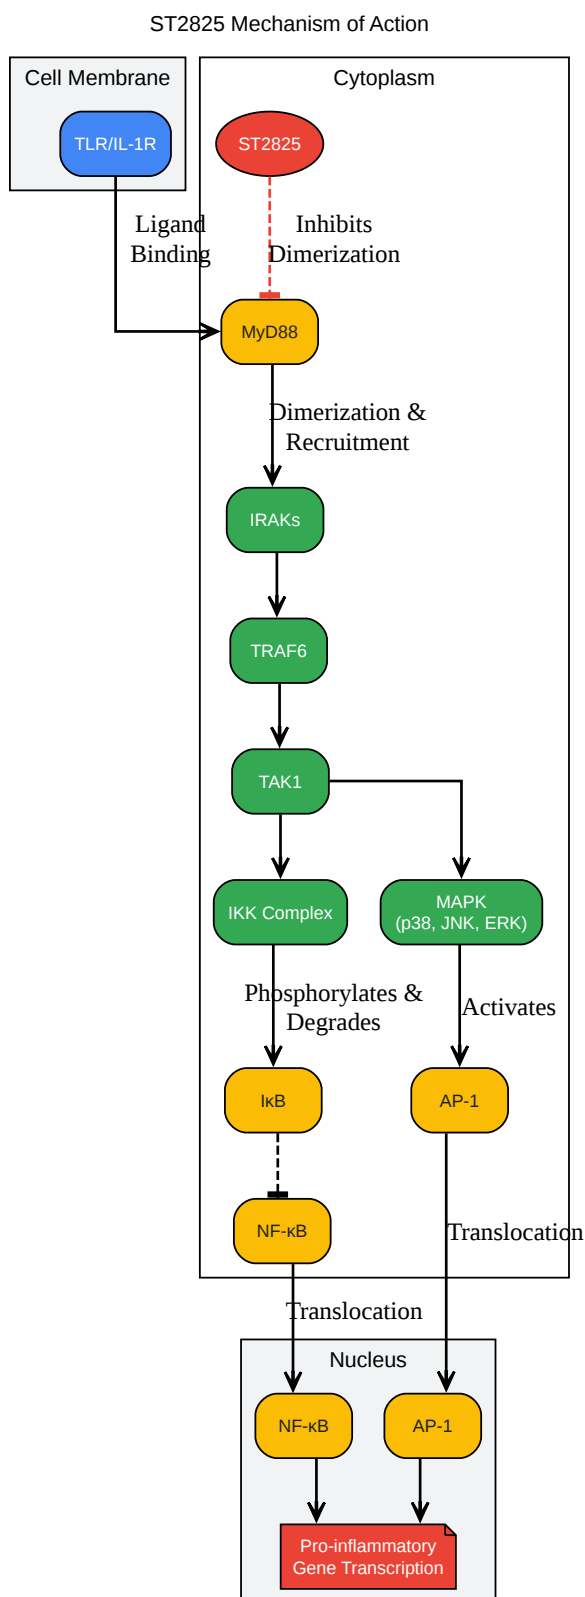 ST2825 Mechanism of Action
Cell Membrane
Cytoplasm
TLR/IL-1R
ST2825
Ligand
Binding
Inhibits
Dimerization
MyD88
Dimerization &
Recruitment
IRAKs
TRAF6
TAK1
IKK Complex
MAPK
(p38, JNK, ERK)
Phosphorylates &
Degrades
Activates
IκB
AP-1
NF-κB
Translocation
Translocation
Nucleus
NF-κB
AP-1
Pro-inflammatory
Gene Transcription